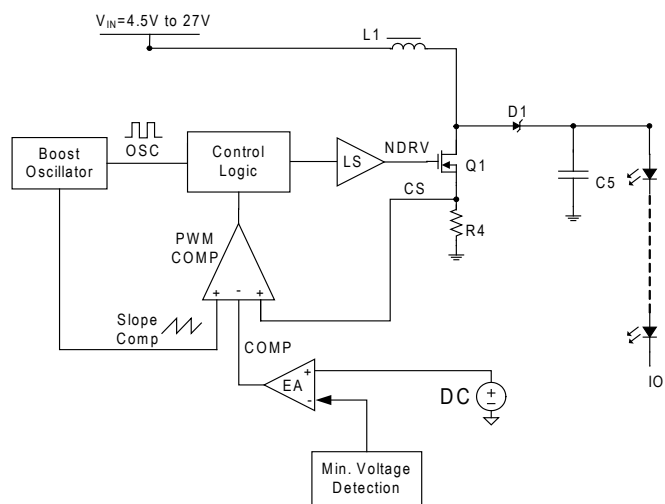 VIN=4.5V to 27V
L1
D1
Boost
Oscillator
OSC
Control
Logic
LS
NDRV
Q1
CS
C5
R4
PWM
COMP
+
-
+
Slope
Comp
COMP
IO
EA
+
-
DC
+
-
Min. Voltage
Detection